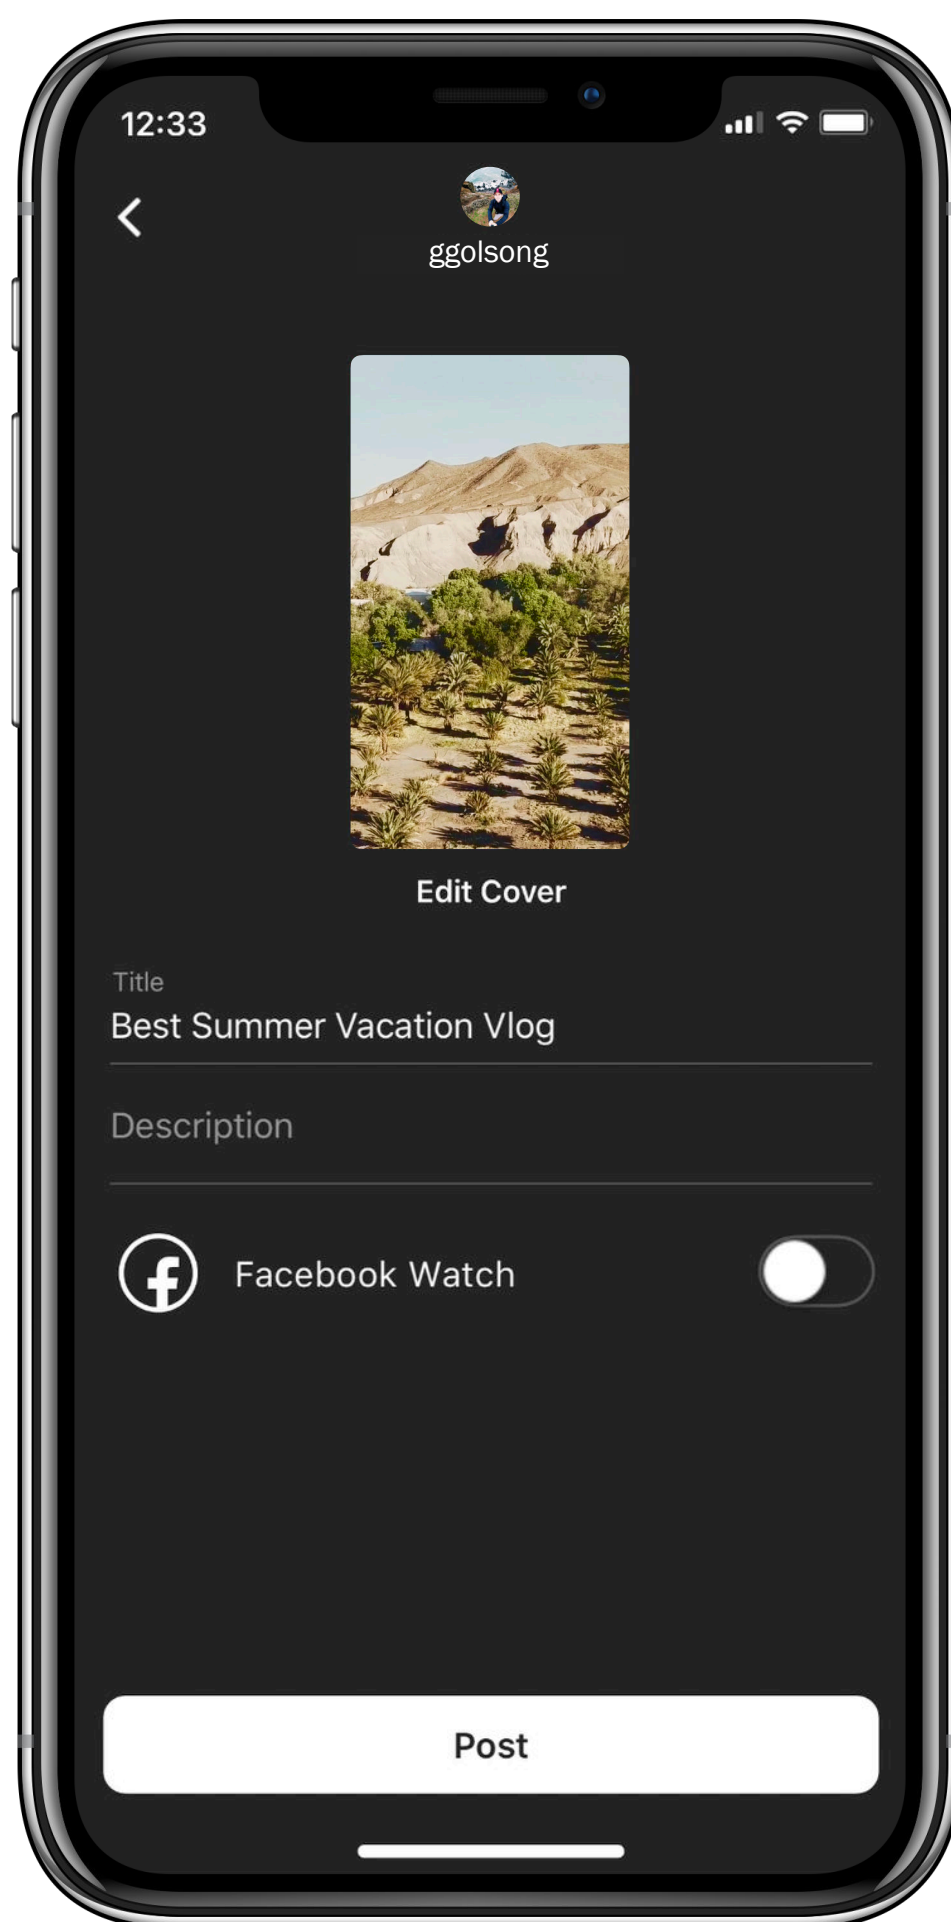 12:33
ggolsong
Edit Cover
Title
Best Summer Vacation Vlog
Description
Facebook Watch
Post